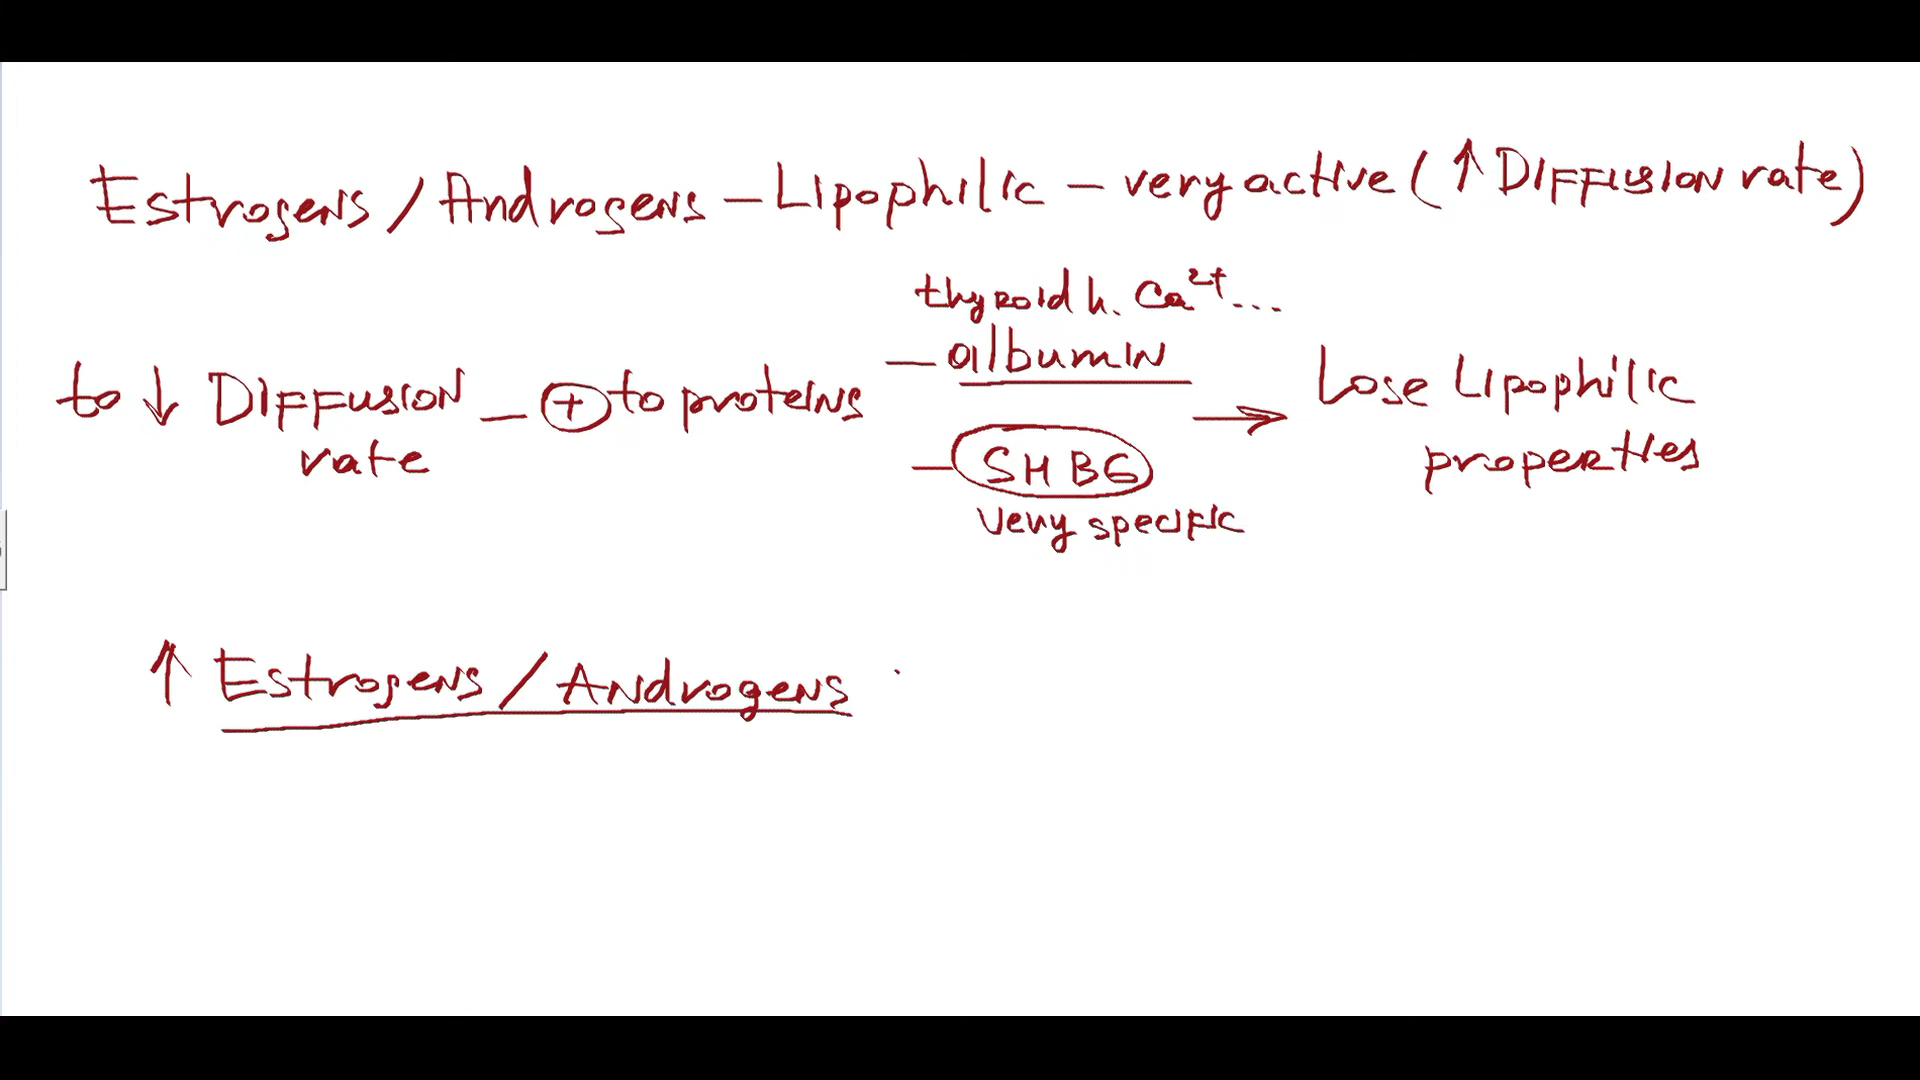 Estrogens / Androgens – Lipophilic – very active (↑ Diffusion rate)
thyroid h. Ca²⁺...
to ↓ Diffusion – ⊕ to proteins – albumin → Lose Lipophilic
rate – SHBG properties
very specific
↑ Estrogens / Androgens